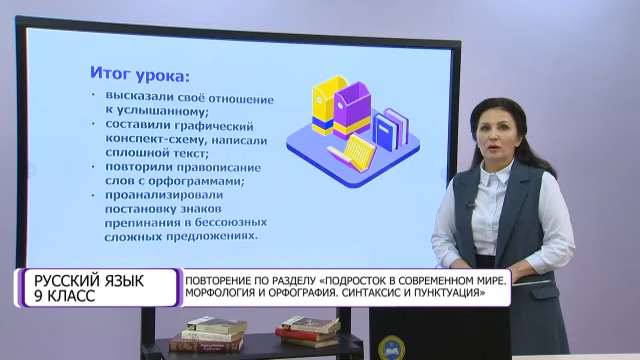 Итог урока:
· высказали своё отношение
к услышанному;
· составили графический
конспект-схему, написали
сплошной текст;
· повторили правописание
слов с орфограммами;
· проанализировали
постановку знаков
препинания в бессоюзных
сложных предложениях.
РУССКИЙ ЯЗЫК
9 КЛАСС
ПОВТОРЕНИЕ ПО РАЗДЕЛУ «ПОДРОСТОК В СОВРЕМЕННОМ МИРЕ.
МОРФОЛОГИЯ И ОРФОГРАФИЯ. СИНТАКСИС И ПУНКТУАЦИЯ»